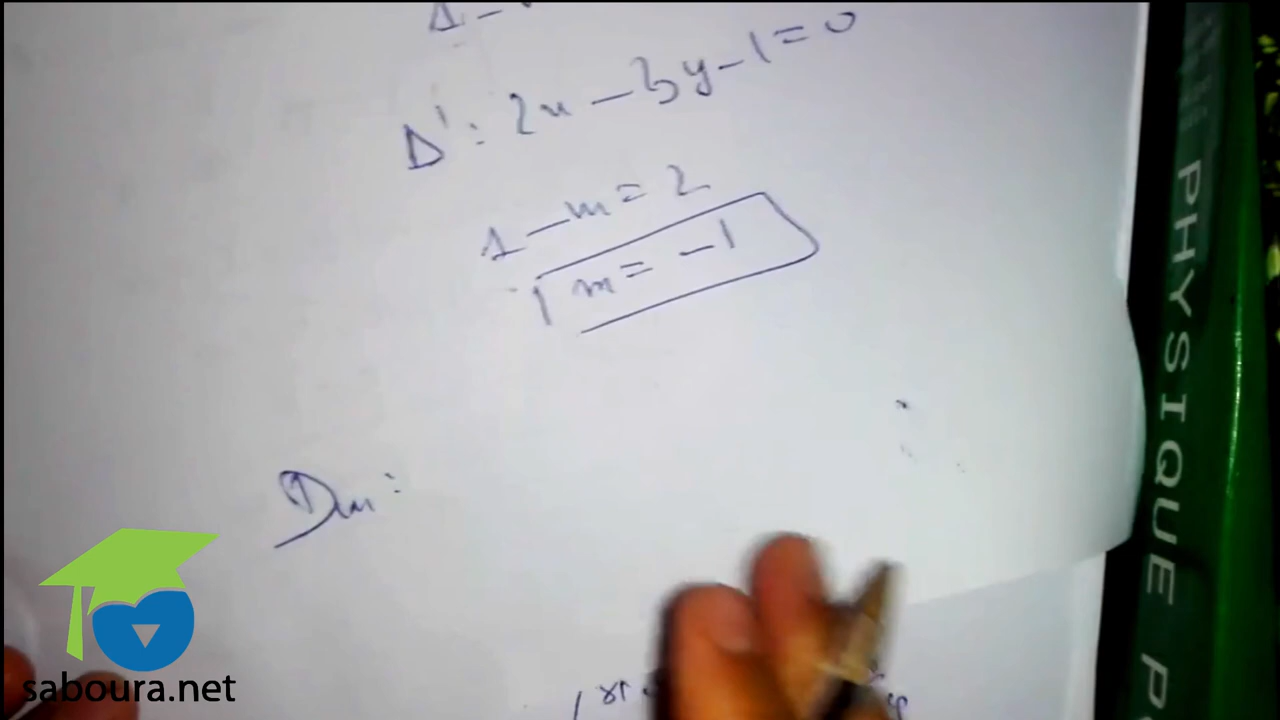 Δ': 2x - 3y - 1 = 0
1 - m = 2
m = -1
Dm:
PHYSIQUE
saboura.net